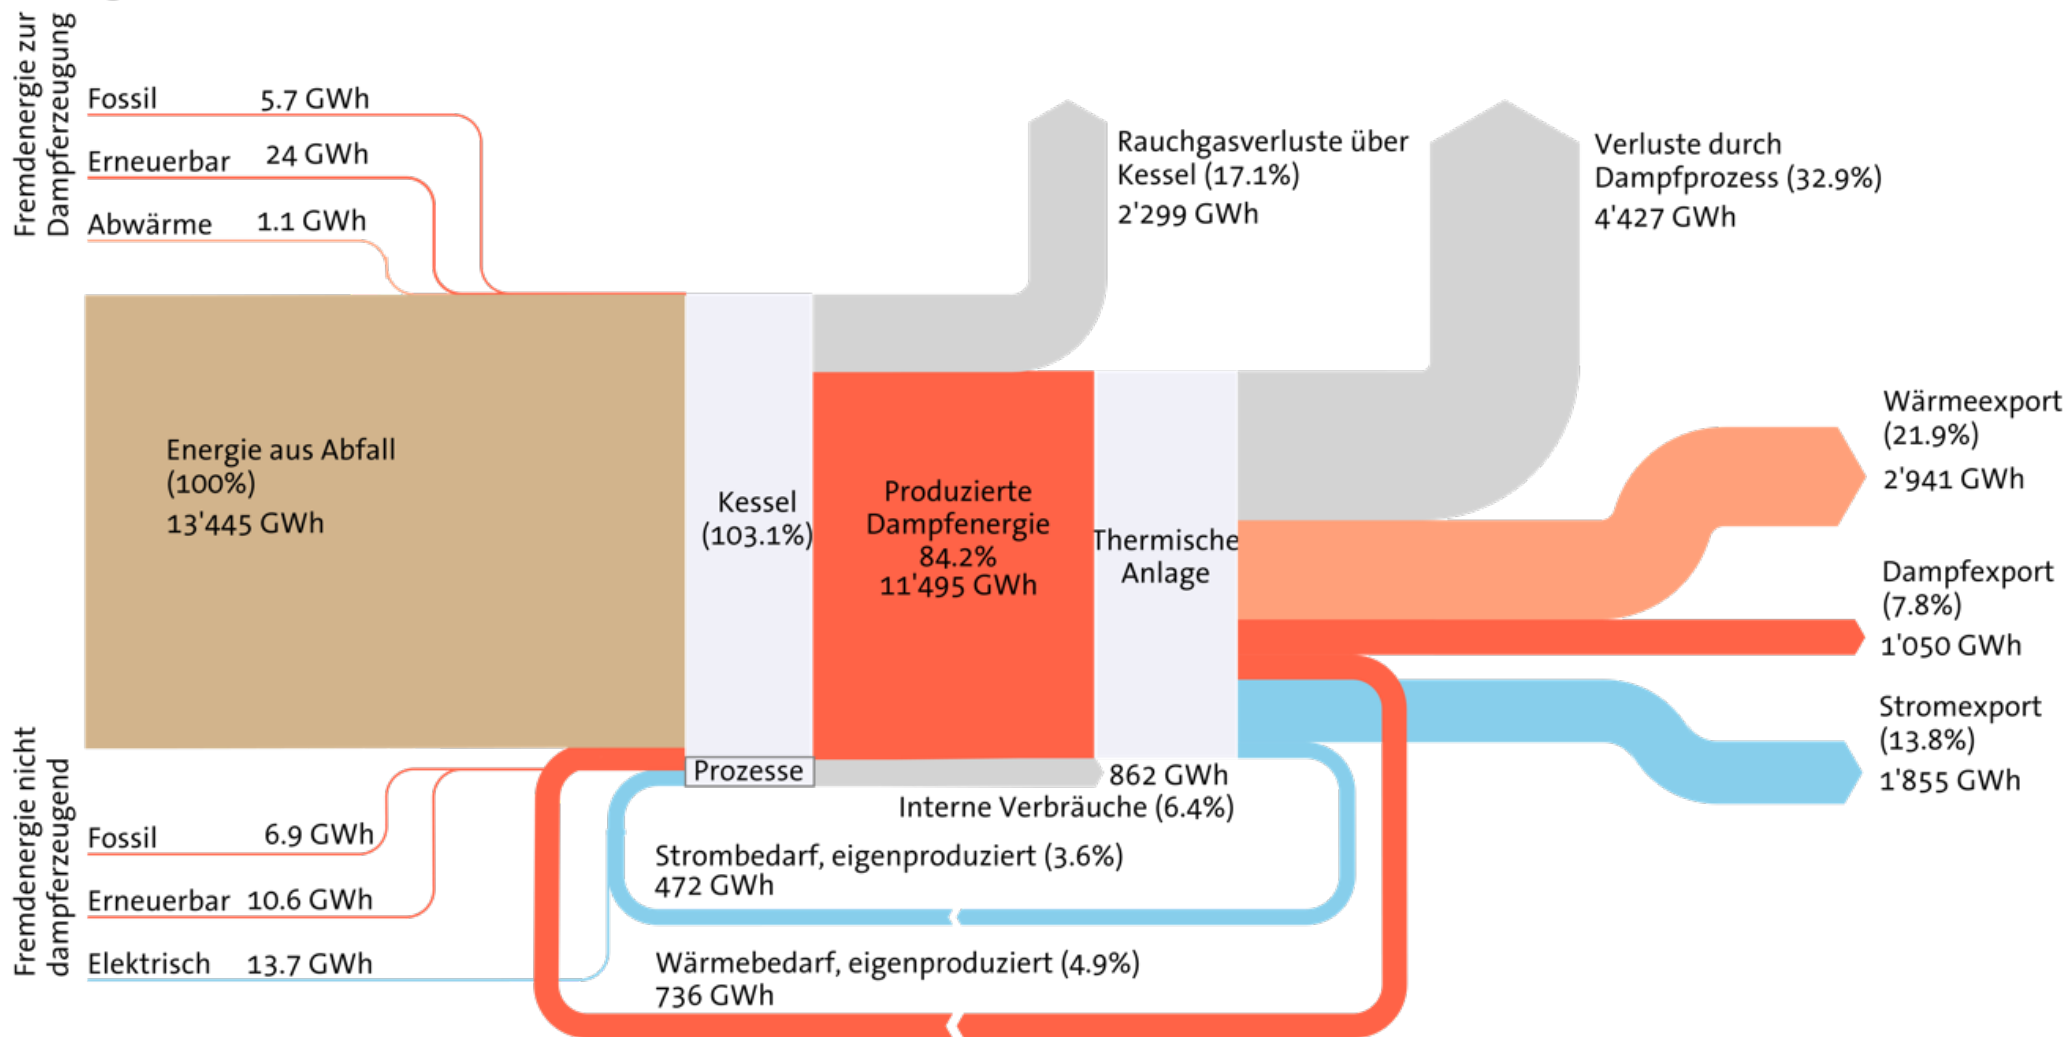 Fremdenergie zur
Dampferzeugung
Fossil 5.7 GWh
Erneuerbar 24 GWh
Abwärme 1.1 GWh
Rauchgasverluste über
Kessel (17.1%)
2'299 GWh
Verluste durch
Dampfprozess (32.9%)
4'427 GWh
Energie aus Abfall
(100%)
13'445 GWh
Kessel
(103.1%)
Produzierte
Dampfenergie
84.2%
11'495 GWh
Thermische
Anlage
Wärmeexport
(21.9%)
2'941 GWh
Dampfexport
(7.8%)
1'050 GWh
Stromexport
(13.8%)
1'855 GWh
Prozesse
862 GWh
Interne Verbräuche (6.4%)
Fremdenergie nicht
dampferzeugend
Fossil 6.9 GWh
Erneuerbar 10.6 GWh
Elektrisch 13.7 GWh
Strombedarf, eigenproduziert (3.6%)
472 GWh
Wärmebedarf, eigenproduziert (4.9%)
736 GWh